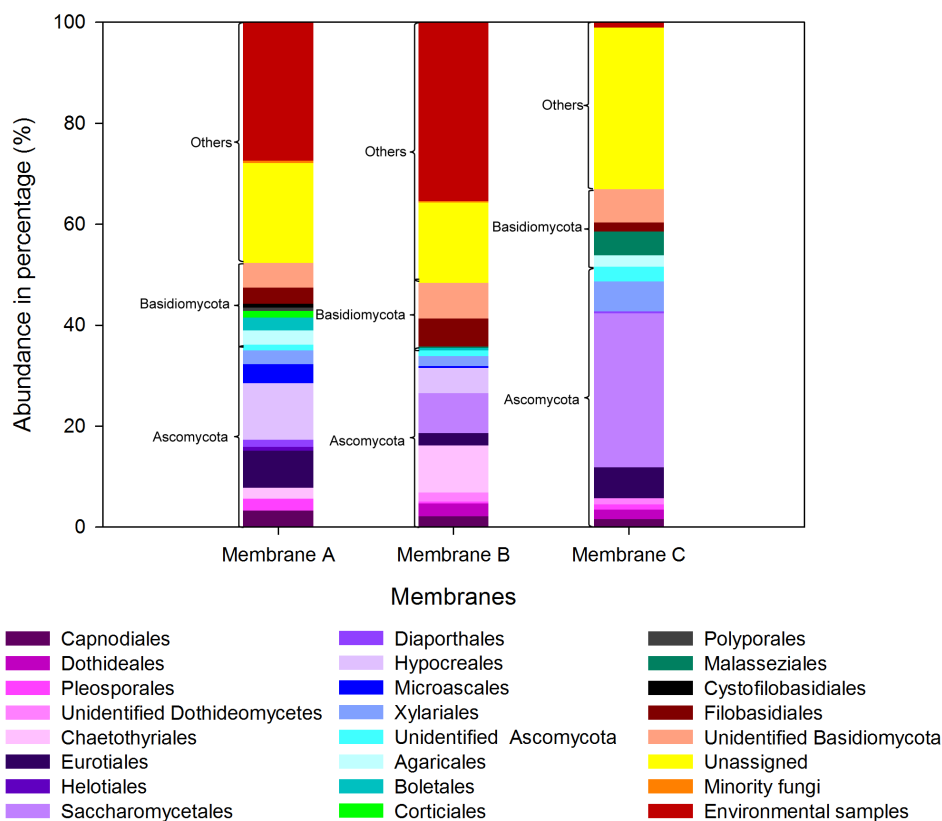 100
80
60
40
20
0
Abundance in percentage (%)
Others
Basidiomycota
Ascomycota
Others
Basidiomycota
Ascomycota
Others
Basidiomycota
Ascomycota
Membrane A
Membrane B
Membrane C
Membranes
Capnodiales
Dothideales
Pleosporales
Unidentified Dothideomycetes
Chaetothyriales
Eurotiales
Helotiales
Saccharomycetales
Diaporthales
Hypocreales
Microascales
Xylariales
Unidentified Ascomycota
Agaricales
Boletales
Corticiales
Polyporales
Malasseziales
Cystofilobasidiales
Filobasidiales
Unidentified Basidiomycota
Unassigned
Minority fungi
Environmental samples